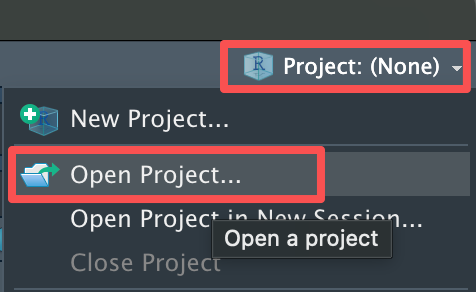 Project: (None)
New Project...
Open Project...
Open Project in New Session...
Open a project
Close Project